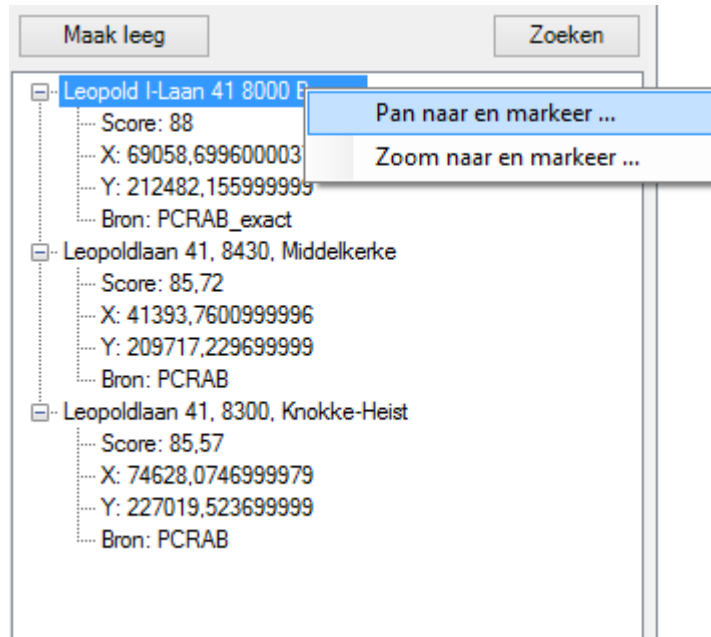 Maak leeg
Zoeken
Leopold I-Laan 41 8000
Pan naar en markeer ...
Zoom naar en markeer ...
Score: 88
X: 69058,699600003
Y: 212482,155999999
Bron: PCRAB_exact
Leopoldlaan 41, 8430, Middelkerke
Score: 85,72
X: 41393,7600999996
Y: 209717,229699999
Bron: PCRAB
Leopoldlaan 41, 8300, Knokke-Heist
Score: 85,57
X: 74628,0746999979
Y: 227019,523699999
Bron: PCRAB